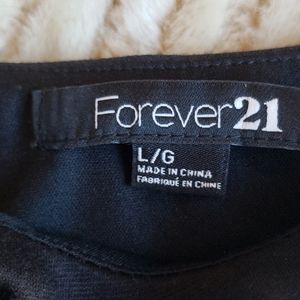 Forever21
L/G
MADE IN CHINA
FABRIQUÉ EN CHINE